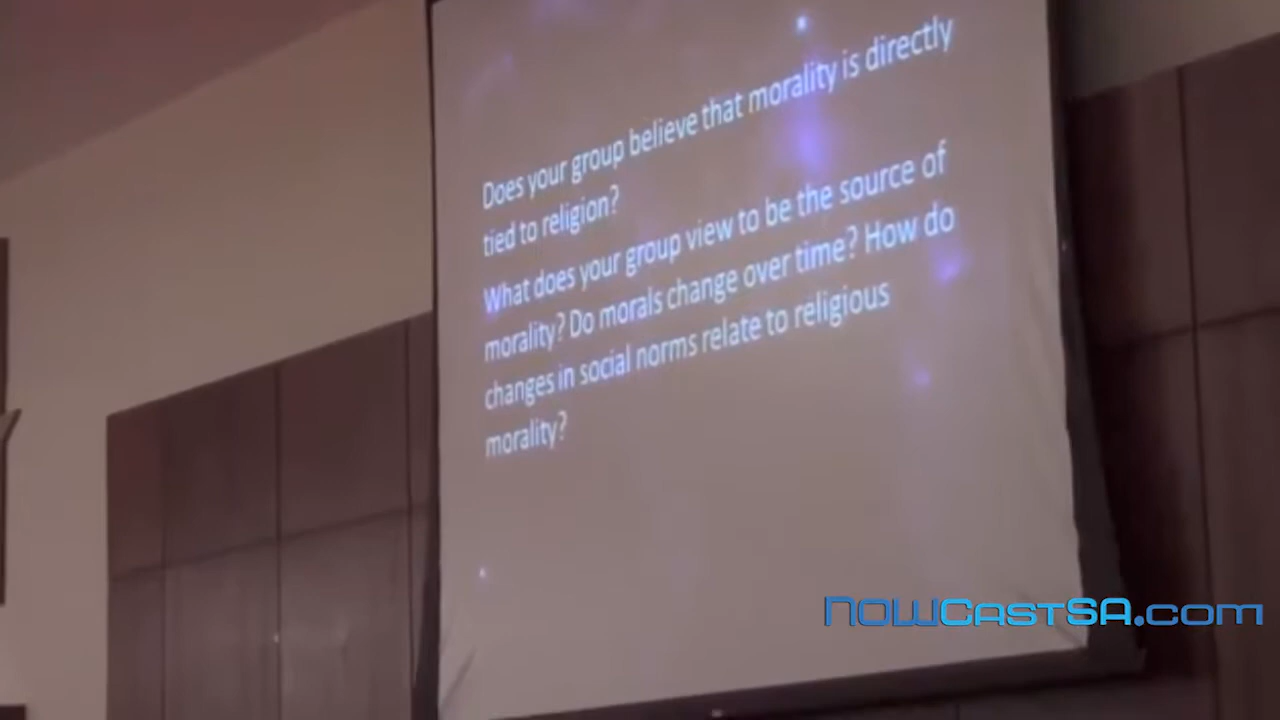 Does your group believe that morality is directly
tied to religion?
What does your group view to be the source of
morality? Do morals change over time? How do
changes in social norms relate to religious
morality?
NOWCastSA.com